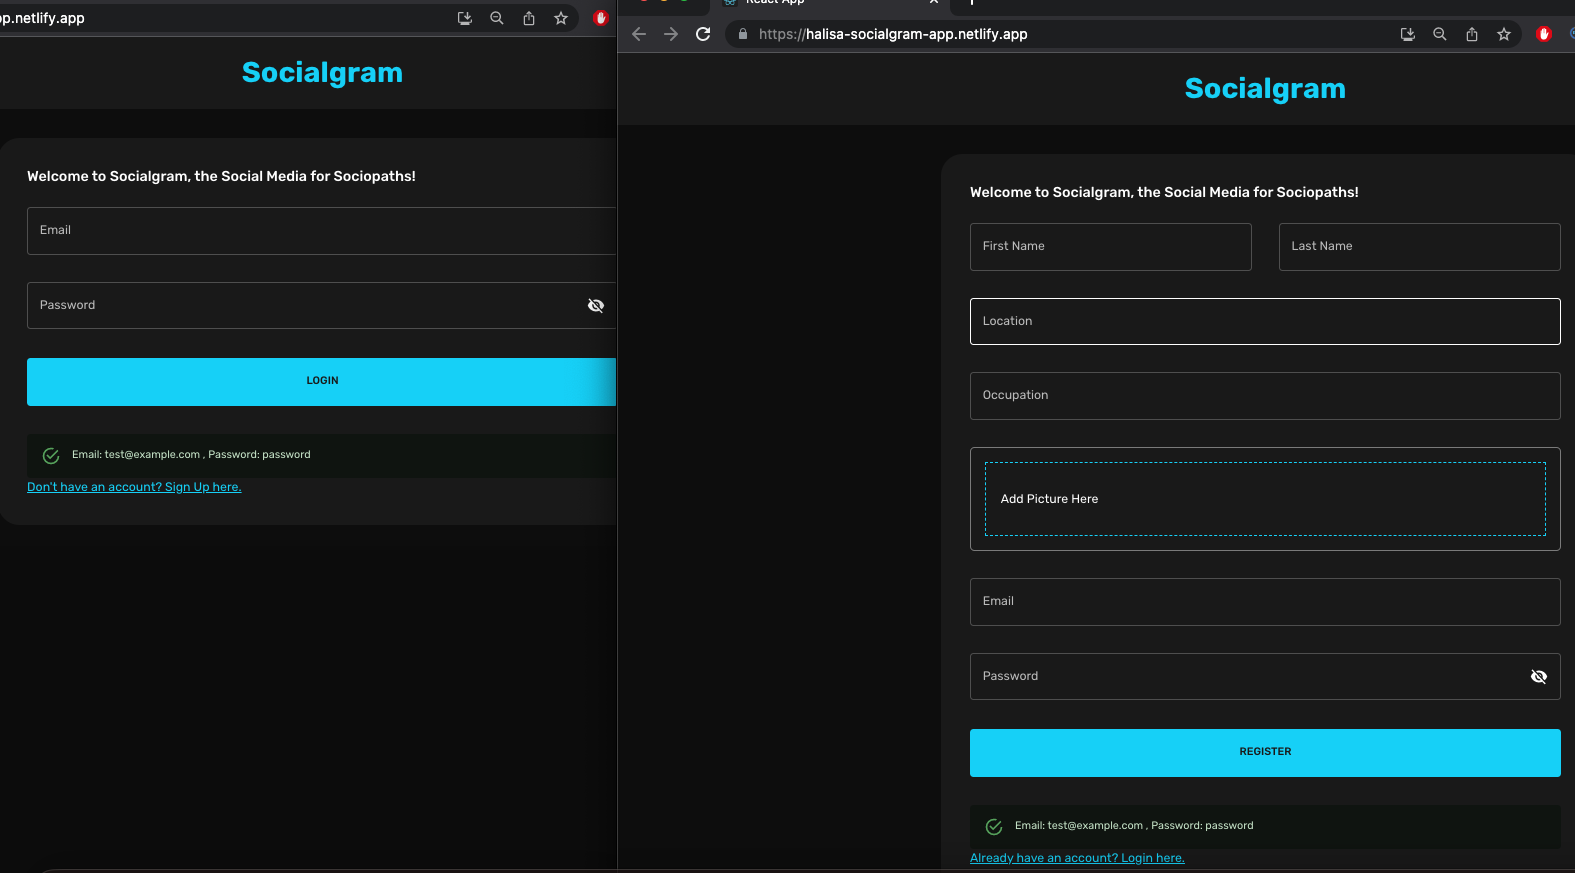 p.netlify.app
Socialgram
Welcome to Socialgram, the Social Media for Sociopaths!
Email
Password
LOGIN
Email: test@example.com , Password: password
Don't have an account? Sign Up here.
React App
https://halisa-socialgram-app.netlify.app
Socialgram
Welcome to Socialgram, the Social Media for Sociopaths!
First Name
Last Name
Location
Occupation
Add Picture Here
Email
Password
REGISTER
Email: test@example.com , Password: password
Already have an account? Login here.